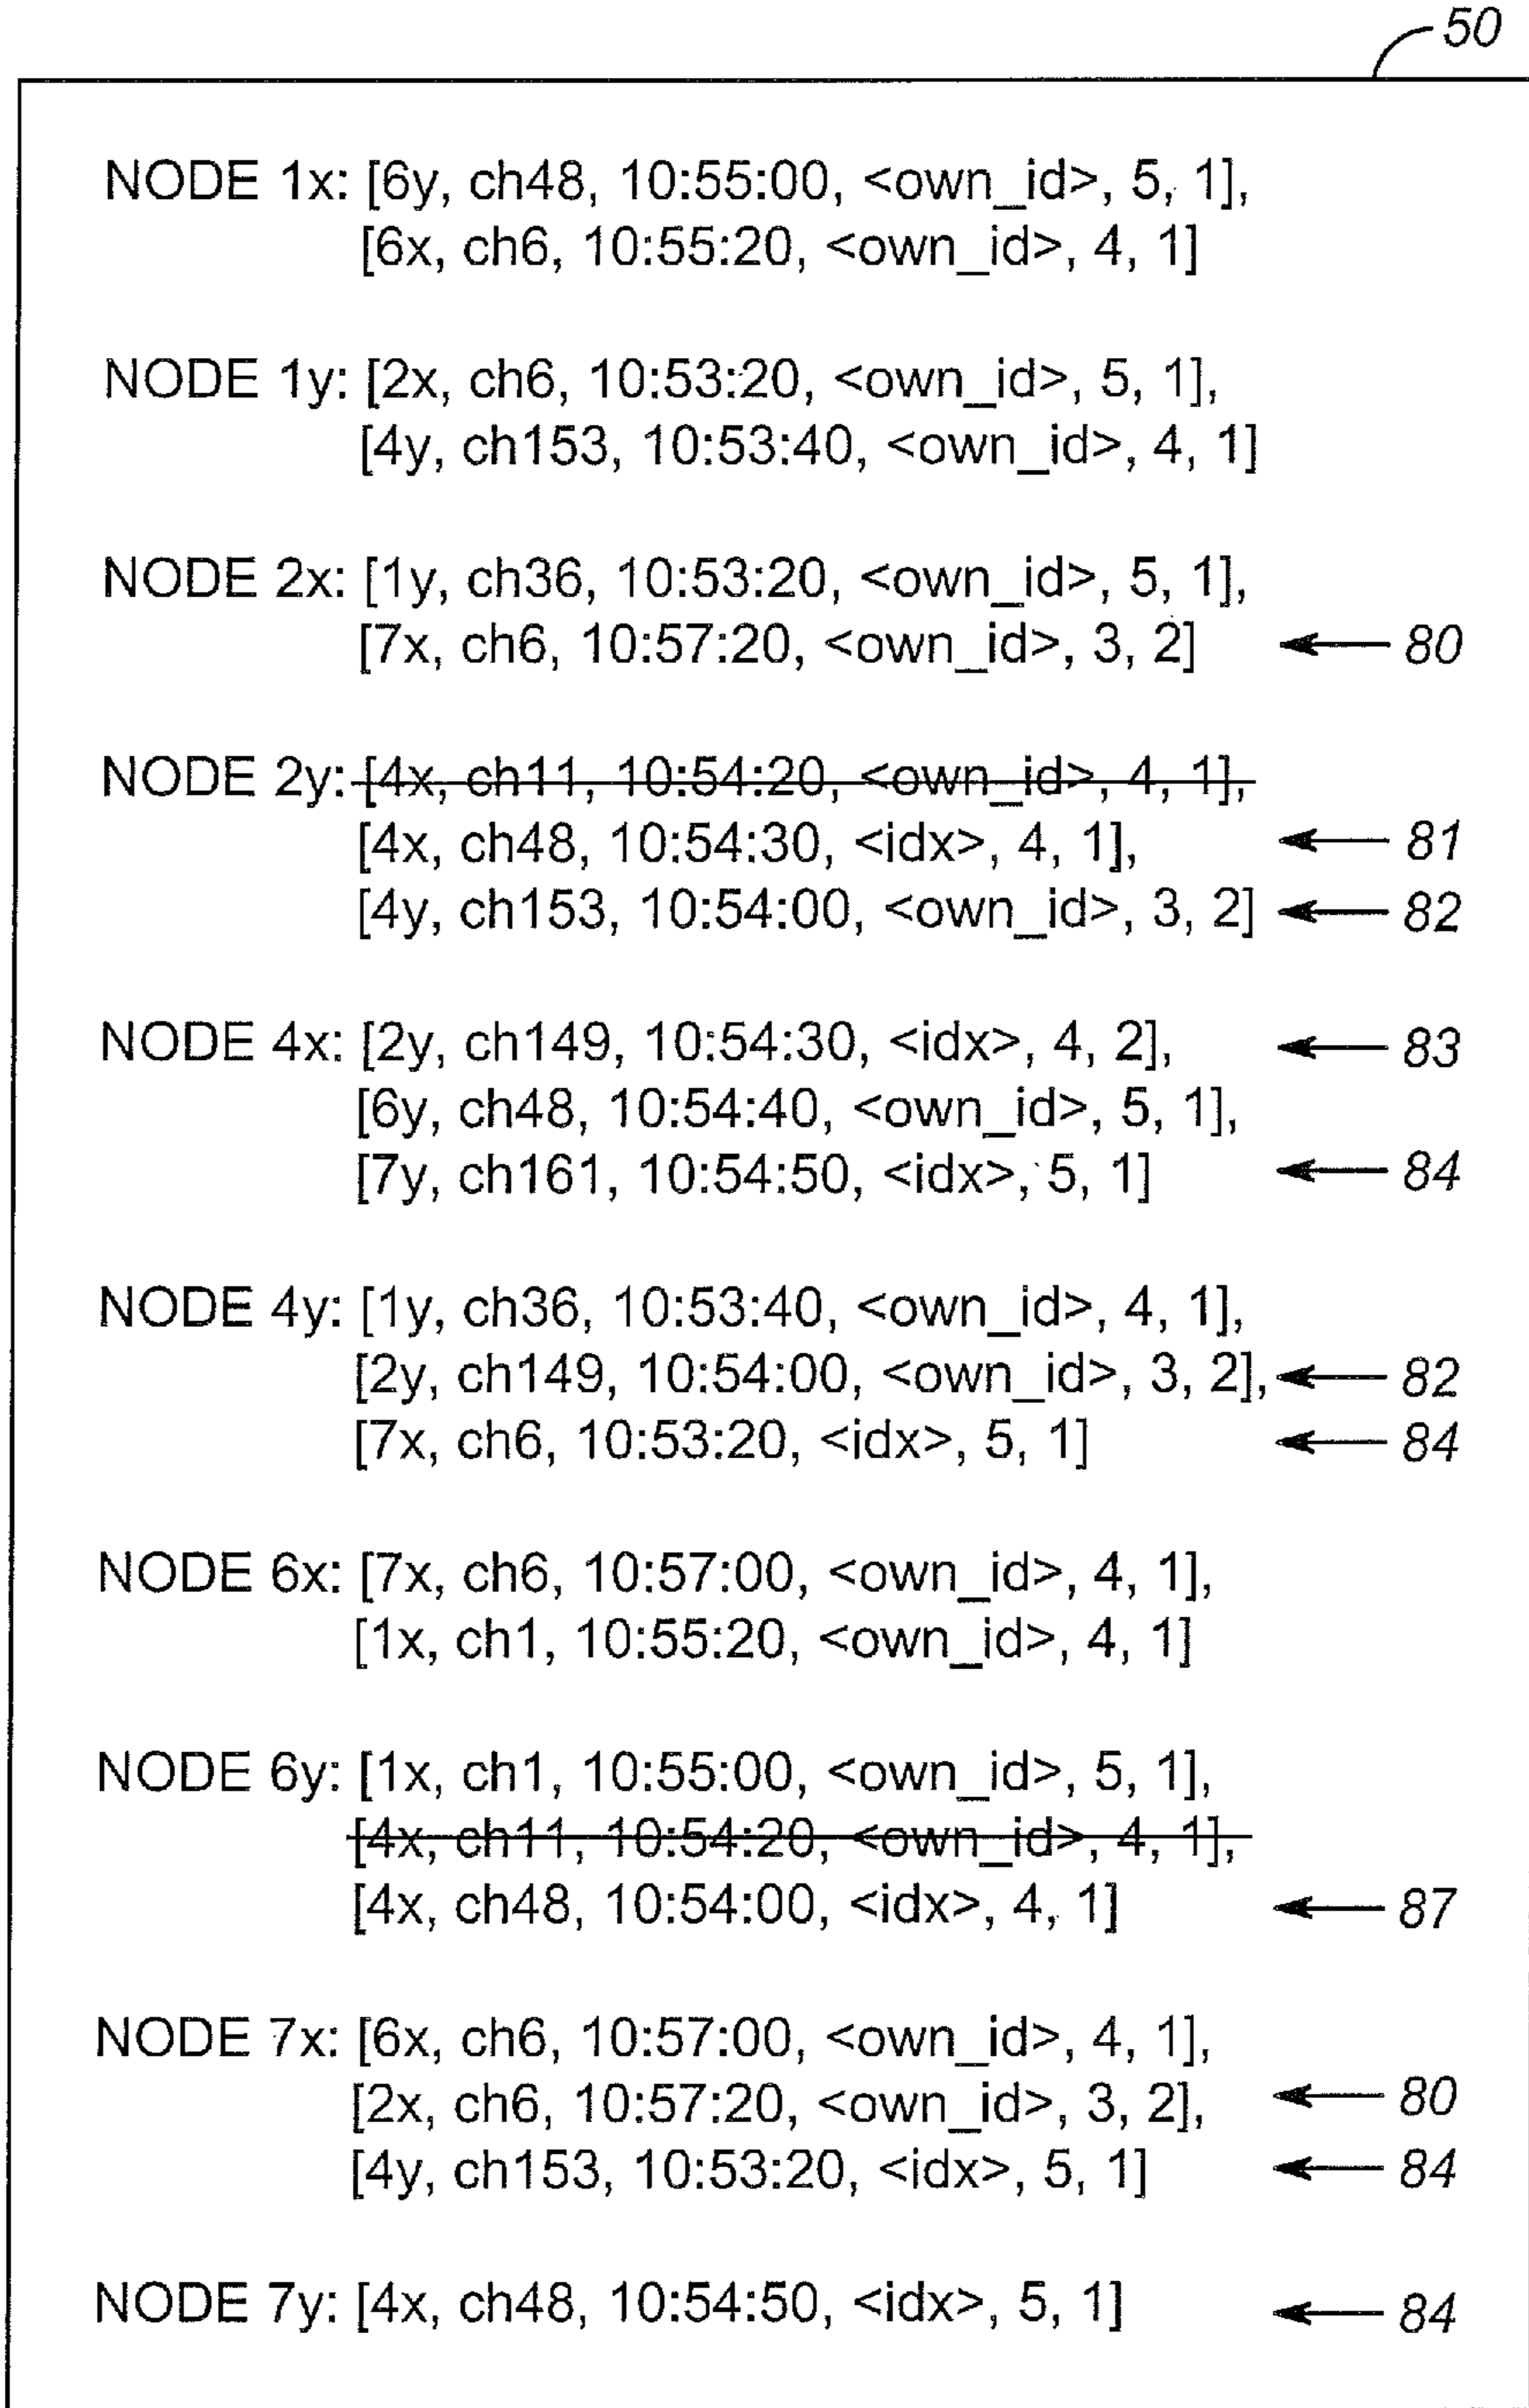 50
NODE 1x: [6y, ch48, 10:55:00, <own_id>, 5, 1],
[6x, ch6, 10:55:20, <own_id>, 4, 1]
NODE 1y: [2x, ch6, 10:53:20, <own_id>, 5, 1],
[4y, ch153, 10:53:40, <own_id>, 4, 1]
NODE 2x: [1y, ch36, 10:53:20, <own_id>, 5, 1],
[7x, ch6, 10:57:20, <own_id>, 3, 2] 80
NODE 2y: [4x, ch11, 10:54:20, <own_id>, 4, 1],
[4x, ch48, 10:54:30, <idx>, 4, 1], 81
[4y, ch153, 10:54:00, <own_id>, 3, 2] 82
NODE 4x: [2y, ch149, 10:54:30, <idx>, 4, 2], 83
[6y, ch48, 10:54:40, <own_id>, 5, 1],
[7y, ch161, 10:54:50, <idx>, 5, 1] 84
NODE 4y: [1y, ch36, 10:53:40, <own_id>, 4, 1],
[2y, ch149, 10:54:00, <own_id>, 3, 2], 82
[7x, ch6, 10:53:20, <idx>, 5, 1] 84
NODE 6x: [7x, ch6, 10:57:00, <own_id>, 4, 1],
[1x, ch1, 10:55:20, <own_id>, 4, 1]
NODE 6y: [1x, ch1, 10:55:00, <own_id>, 5, 1],
[4x, ch11, 10:54:20, <own_id>, 4, 1],
[4x, ch48, 10:54:00, <idx>, 4, 1] 87
NODE 7x: [6x, ch6, 10:57:00, <own_id>, 4, 1],
[2x, ch6, 10:57:20, <own_id>, 3, 2], 80
[4y, ch153, 10:53:20, <idx>, 5, 1] 84
NODE 7y: [4x, ch48, 10:54:50, <idx>, 5, 1] 84